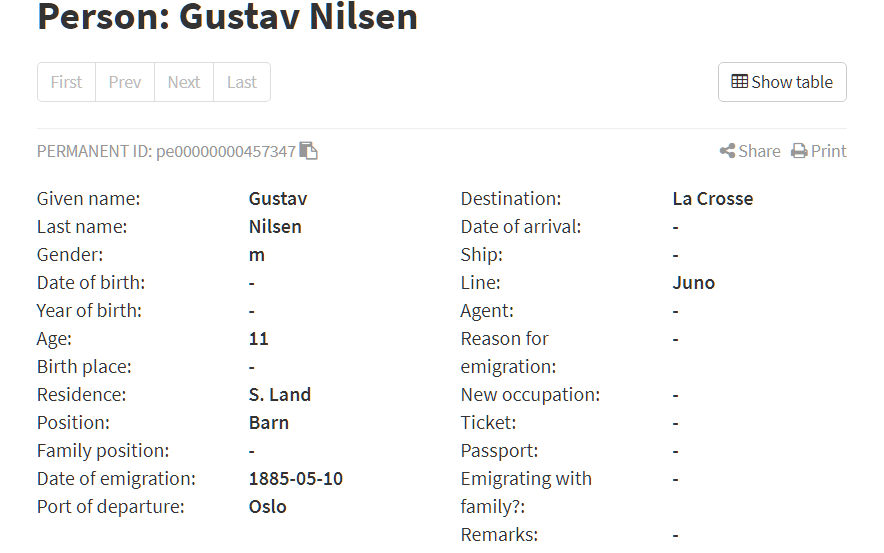 Person: Gustav Nilsen
First Prev Next Last
Show table
PERMANENT ID: pe00000000457347
Share Print
Given name: Gustav
Last name: Nilsen
Gender: m
Date of birth: -
Year of birth: -
Age: 11
Birth place: -
Residence: S. Land
Position: Barn
Family position: -
Date of emigration: 1885-05-10
Port of departure: Oslo
Destination: La Crosse
Date of arrival: -
Ship: -
Line: Juno
Agent: -
Reason for -
emigration:
New occupation: -
Ticket: -
Passport: -
Emigrating with -
family?:
Remarks: -